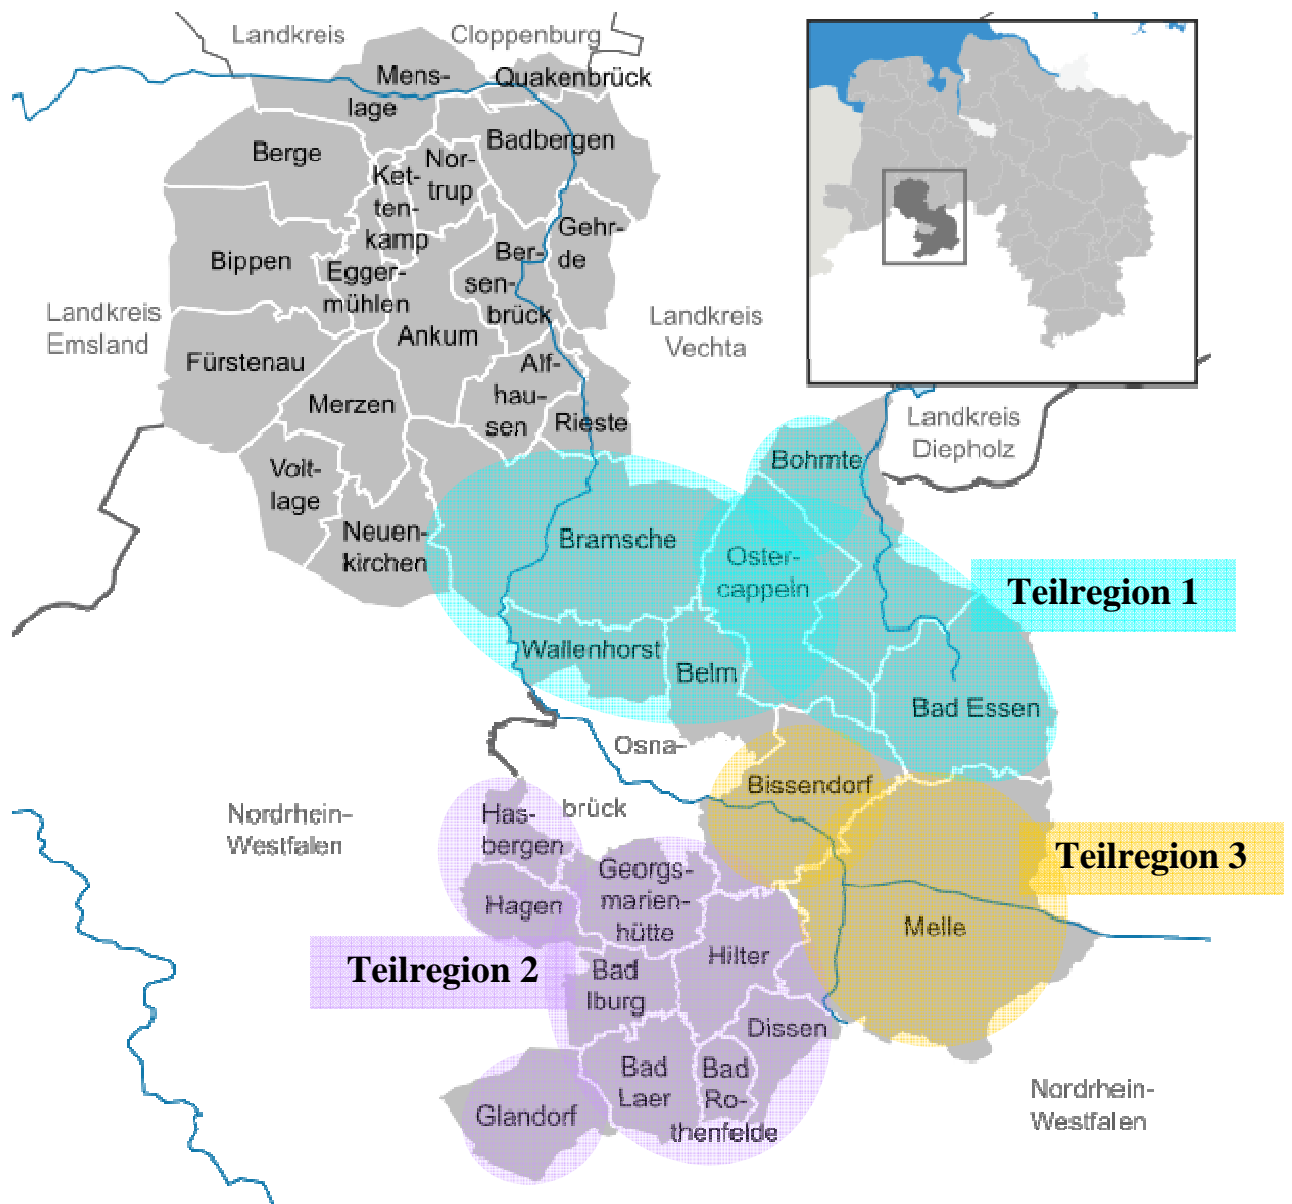 Landkreis
Cloppenburg
Mens-
lage
Quakenbrück
Badbergen
Berge
Nor-
trup
Ket-
ten-
kamp
Gehr-
de
Bippen
Ber-
sen-
brück
Egger-
mühlen
Landkreis
Emsland
Landkreis
Vechta
Ankum
Fürstenau
Alf-
hau-
sen
Merzen
Rieste
Landkreis
Diepholz
Bohmte
Volt-
lage
Neuen-
kirchen
Bramsche
Oster-
cappeln
Teilregion 1
Wallenhorst
Belm
Bad Essen
Osna-
brück
Bissendorf
Nordrhein-
Westfalen
Has-
bergen
Georgs-
marien-
hütte
Teilregion 3
Hagen
Melle
Hilter
Teilregion 2
Bad
Iburg
Dissen
Bad
Laer
Bad
Ro-
thenfelde
Glandorf
Nordrhein-
Westfalen